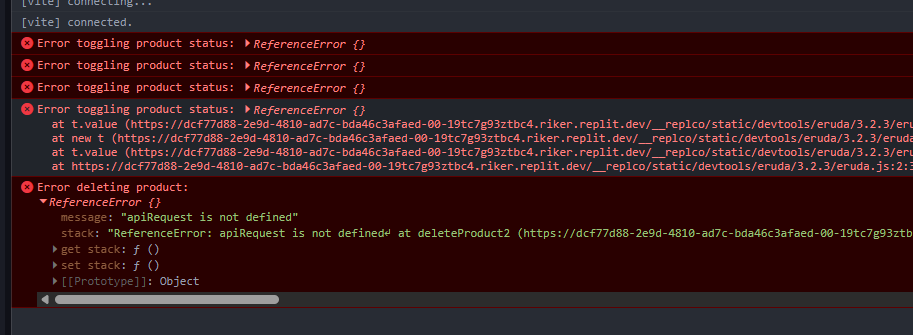 [vite] connecting...
[vite] connected.
Error toggling product status: ReferenceError {}
Error toggling product status: ReferenceError {}
Error toggling product status: ReferenceError {}
Error toggling product status: ReferenceError {}
at t.value (https://dcf77d88-2e9d-4810-ad7c-bda46c3afaed-00-19tc7g93ztbc4.riker.replit.dev/__replco/static/devtools/eruda/3.2.3/eru
at new t (https://dcf77d88-2e9d-4810-ad7c-bda46c3afaed-00-19tc7g93ztbc4.riker.replit.dev/__replco/static/devtools/eruda/3.2.3/eruda
at t.value (https://dcf77d88-2e9d-4810-ad7c-bda46c3afaed-00-19tc7g93ztbc4.riker.replit.dev/__replco/static/devtools/eruda/3.2.3/eru
at https://dcf77d88-2e9d-4810-ad7c-bda46c3afaed-00-19tc7g93ztbc4.riker.replit.dev/__replco/static/devtools/eruda/3.2.3/eruda.js:2:3
Error deleting product:
ReferenceError {}
message: "apiRequest is not defined"
stack: "ReferenceError: apiRequest is not defined↵ at deleteProduct2 (https://dcf77d88-2e9d-4810-ad7c-bda46c3afaed-00-19tc7g93ztb
get stack: ƒ ()
set stack: ƒ ()
[[Prototype]]: Object